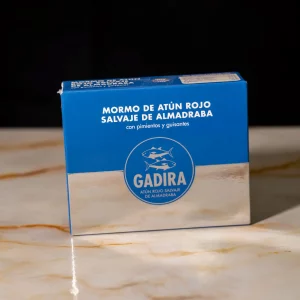 MORMO DE ATÚN ROJO
SALVAJE DE ALMADRABA
con pimientos y guisantes
GADIRA
ATÚN ROJO SALVAJE
DE ALMADRABA